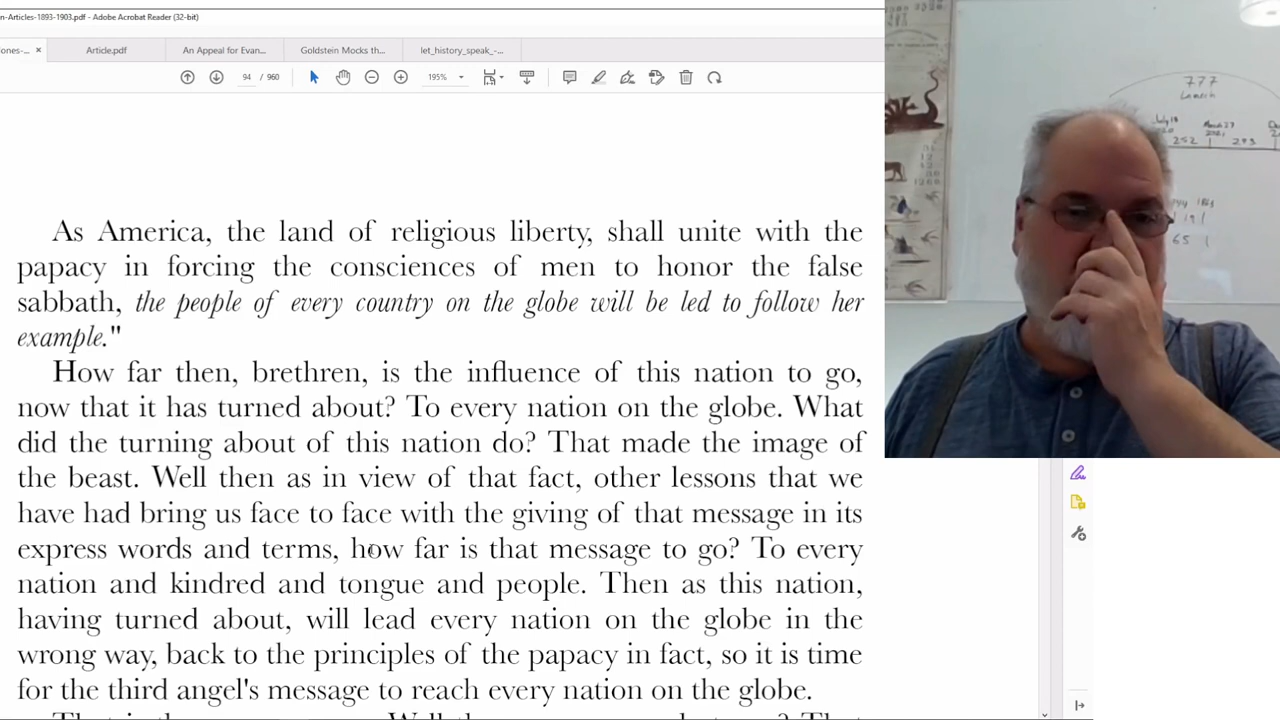 n-Articles-1893-1903.pdf - Adobe Acrobat Reader (32-bit)
ones-... × Article.pdf An Appeal for Evan... Goldstein Mocks th... let_history_speak_-...
94 / 960 195%
As America, the land of religious liberty, shall unite with the
papacy in forcing the consciences of men to honor the false
sabbath, the people of every country on the globe will be led to follow her
example."
How far then, brethren, is the influence of this nation to go,
now that it has turned about? To every nation on the globe. What
did the turning about of this nation do? That made the image of
the beast. Well then as in view of that fact, other lessons that we
have had bring us face to face with the giving of that message in its
express words and terms, how far is that message to go? To every
nation and kindred and tongue and people. Then as this nation,
having turned about, will lead every nation on the globe in the
wrong way, back to the principles of the papacy in fact, so it is time
for the third angel's message to reach every nation on the globe.
777
Lamech
July 18
252 293
65